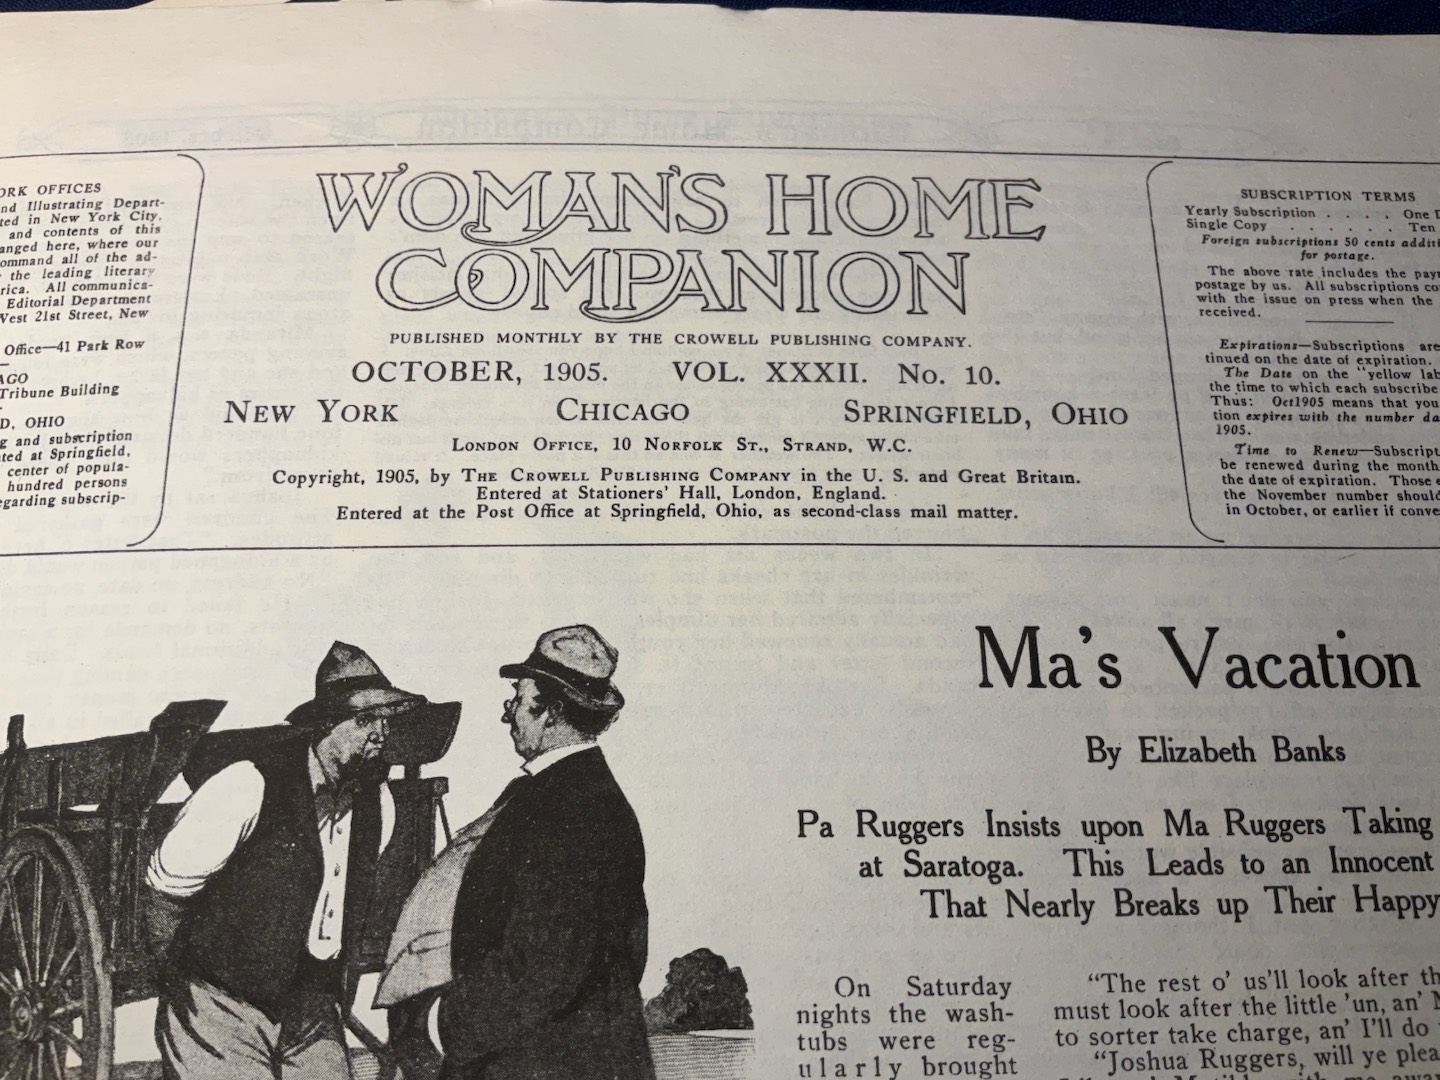 ORK OFFICES
nd Illustrating Depart-
ted in New York City.
and contents of this
anged here, where our
ommand all of the ad-
the leading literary
rica. All communica-
Editorial Department
West 21st Street, New
Office—41 Park Row
AGO
Tribune Building
D, OHIO
g and subscription
ted at Springfield,
center of popula-
hundred persons
egarding subscrip-
WOMAN'S HOME
COMPANION
PUBLISHED MONTHLY BY THE CROWELL PUBLISHING COMPANY.
OCTOBER, 1905. VOL. XXXII. No. 10.
NEW YORK CHICAGO SPRINGFIELD, OHIO
LONDON OFFICE, 10 NORFOLK ST., STRAND, W.C.
Copyright, 1905, by THE CROWELL PUBLISHING COMPANY in the U. S. and Great Britain.
Entered at Stationers' Hall, London, England.
Entered at the Post Office at Springfield, Ohio, as second-class mail matter.
SUBSCRIPTION TERMS
Yearly Subscription . . . . One D
Single Copy . . . . . . Ten
Foreign subscriptions 50 cents additi
for postage.
The above rate includes the payn
postage by us. All subscriptions co
with the issue on press when the
received.
Expirations—Subscriptions are
tinued on the date of expiration.
The Date on the "yellow lab
the time to which each subscribe
Thus: Oct1905 means that you
tion expires with the number da
1905.
Time to Renew—Subscript
be renewed during the month
the date of expiration. Those
the November number should
in October, or earlier if conve
Ma's Vacation
By Elizabeth Banks
Pa Ruggers Insists upon Ma Ruggers Taking
at Saratoga. This Leads to an Innocent
That Nearly Breaks up Their Happy
On Saturday
nights the wash-
tubs were reg-
ularly brought
"The rest o' us'll look after th
must look after the little 'un, an'
to sorter take charge, an' I'll do
"Joshua Ruggers, will ye plea